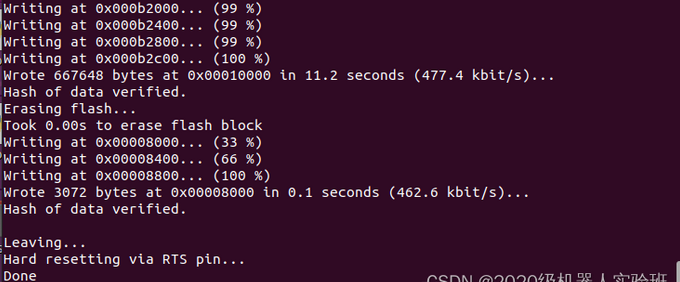 Writing at 0x000b2000... (99 %)
Writing at 0x000b2400... (99 %)
Writing at 0x000b2800... (99 %)
Writing at 0x000b2c00... (100 %)
Wrote 667648 bytes at 0x00010000 in 11.2 seconds (477.4 kbit/s)...
Hash of data verified.
Erasing flash...
Took 0.00s to erase flash block
Writing at 0x00008000... (33 %)
Writing at 0x00008400... (66 %)
Writing at 0x00008800... (100 %)
Wrote 3072 bytes at 0x00008000 in 0.1 seconds (462.6 kbit/s)...
Hash of data verified.
Leaving...
Hard resetting via RTS pin...
Done
CSDN @2020级机器人实验班